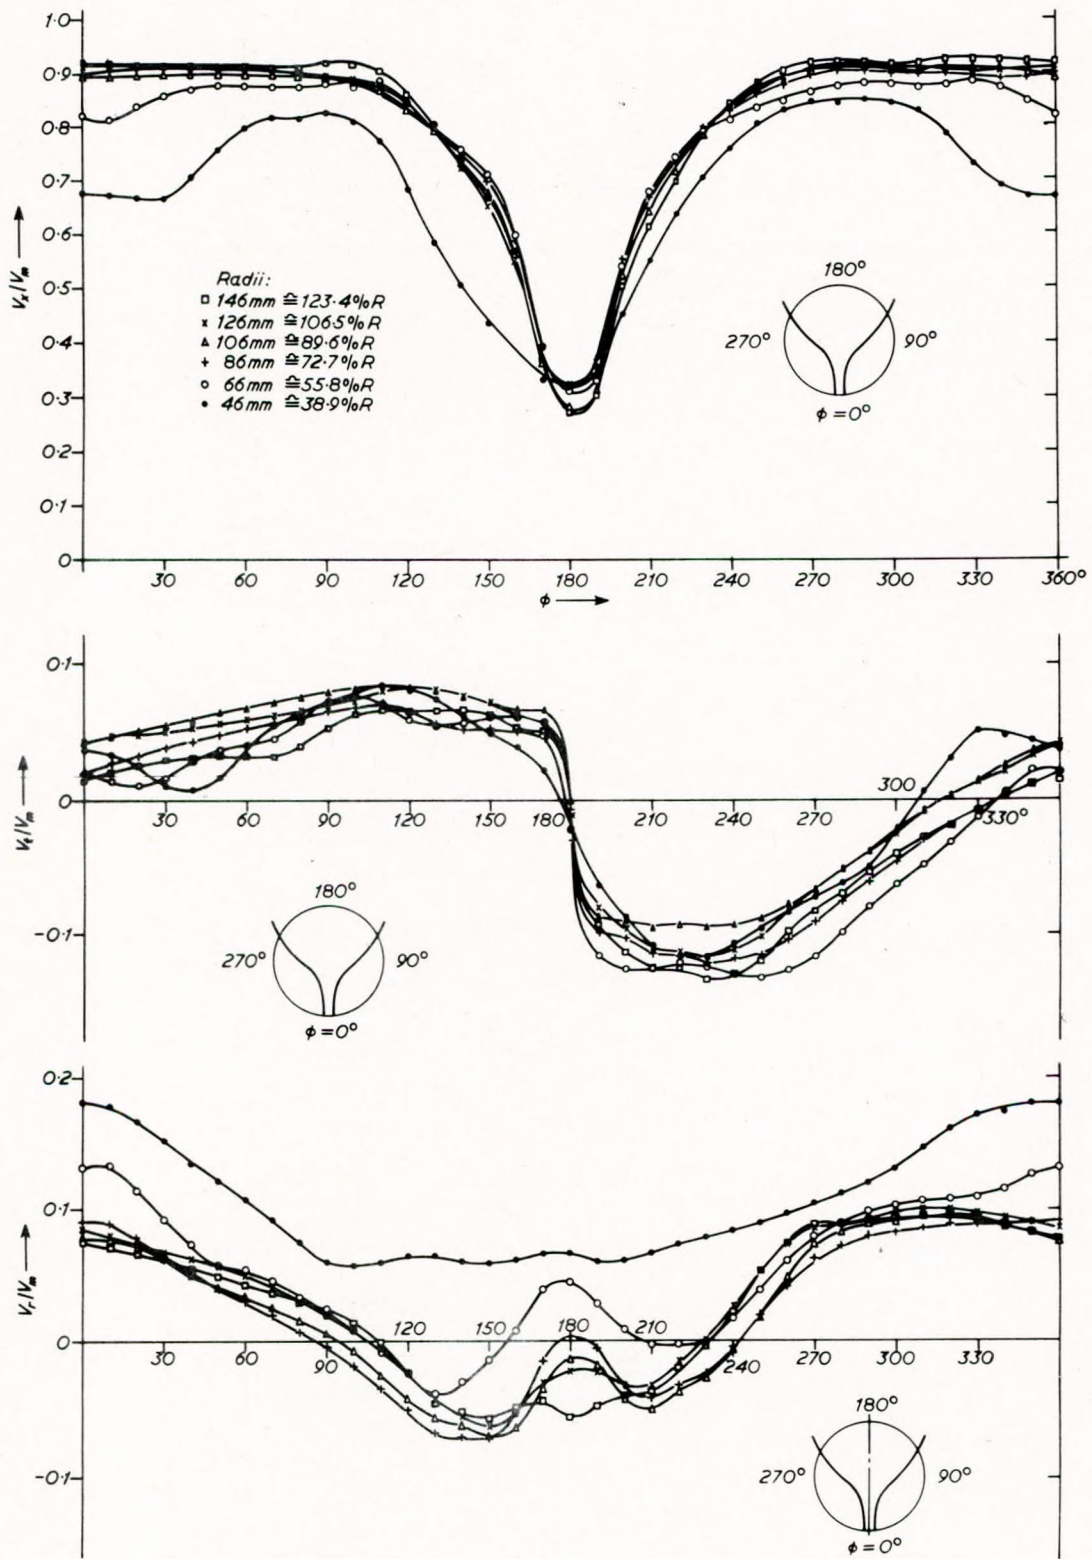 1·0
0·9
0·8
0·7
0·6
0·5
0·4
0·3
0·2
0·1
0
Vx/Vm
Radii:
146mm ≙ 123·4%R
126mm ≙ 106·5%R
106mm ≙ 89·6%R
86mm ≙ 72·7%R
66mm ≙ 55·8%R
46mm ≙ 38·9%R
180°
270° 90°
φ = 0°
30 60 90 120 150 180 210 240 270 300 330 360°
φ
0·1
0
-0·1
Vt/Vm
30 60 90 120 150 180 210 240 270 300 330°
180°
270° 90°
φ = 0°
0·2
0·1
0
-0·1
Vr/Vm
30 60 90 120 150 180 210 240 270 300 330
180°
270° 90°
φ = 0°